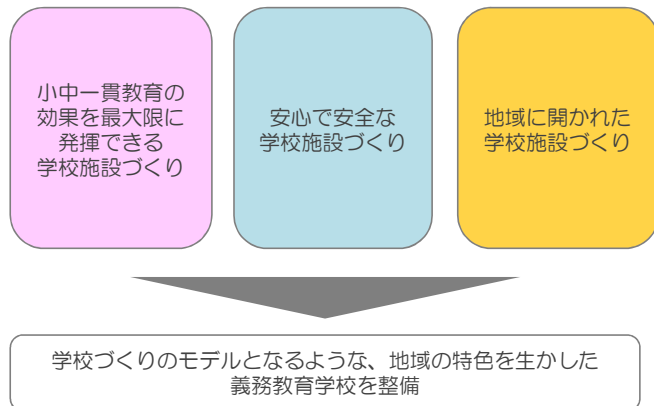 小中一貫教育の
効果を最大限に
発揮できる
学校施設づくり
安心で安全な
学校施設づくり
地域に開かれた
学校施設づくり
学校づくりのモデルとなるような、地域の特色を生かした
義務教育学校を整備